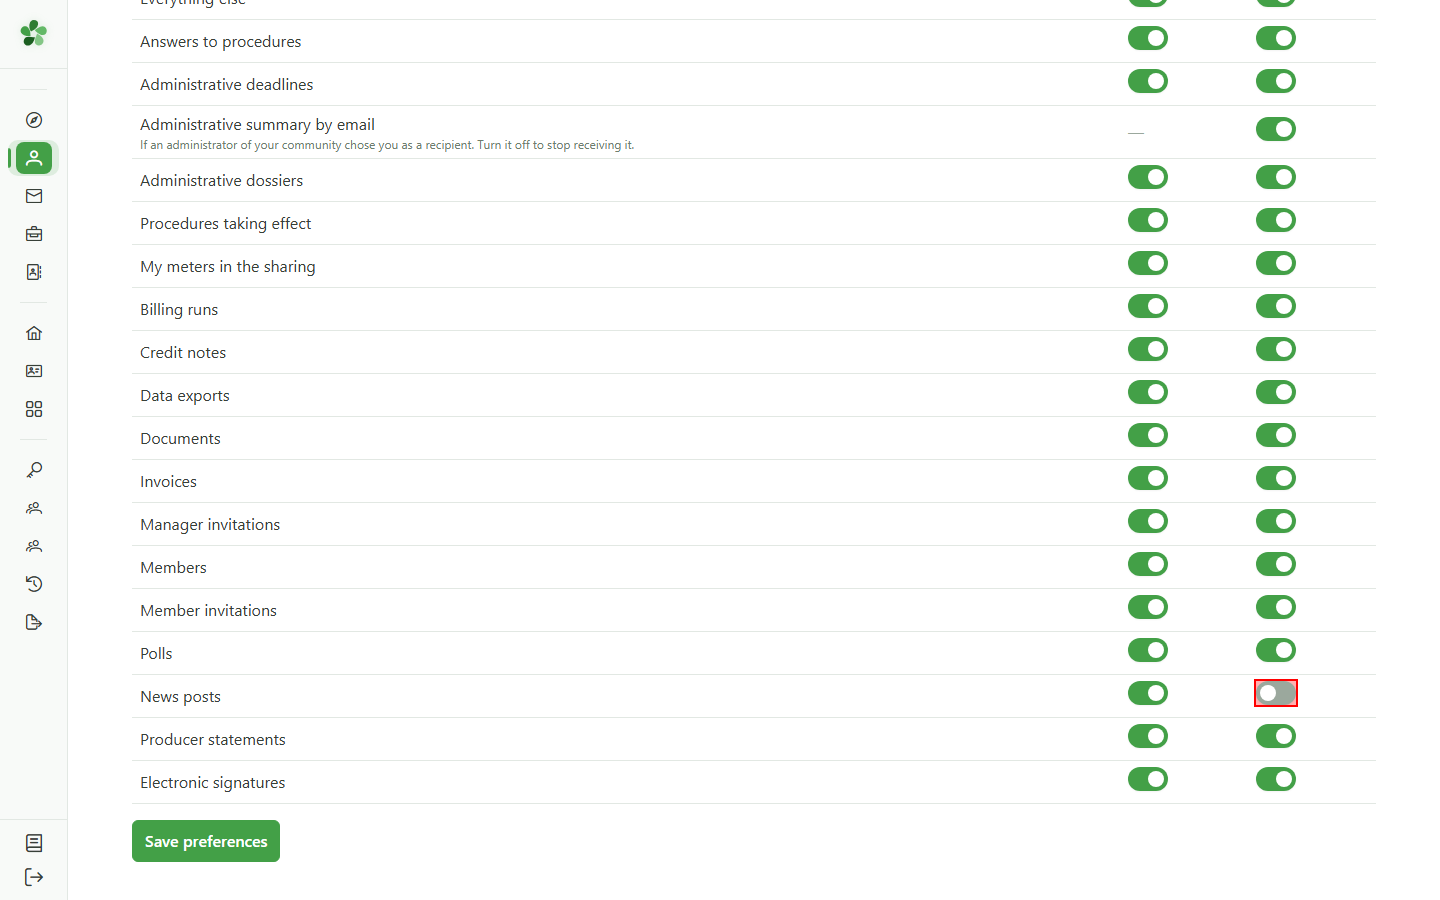 Everything else
Answers to procedures
Administrative deadlines
Administrative summary by email
—
If an administrator of your community chose you as a recipient. Turn it off to stop receiving it.
Administrative dossiers
Procedures taking effect
My meters in the sharing
Billing runs
Credit notes
Data exports
Documents
Invoices
Manager invitations
Members
Member invitations
Polls
News posts
Producer statements
Electronic signatures
Save preferences